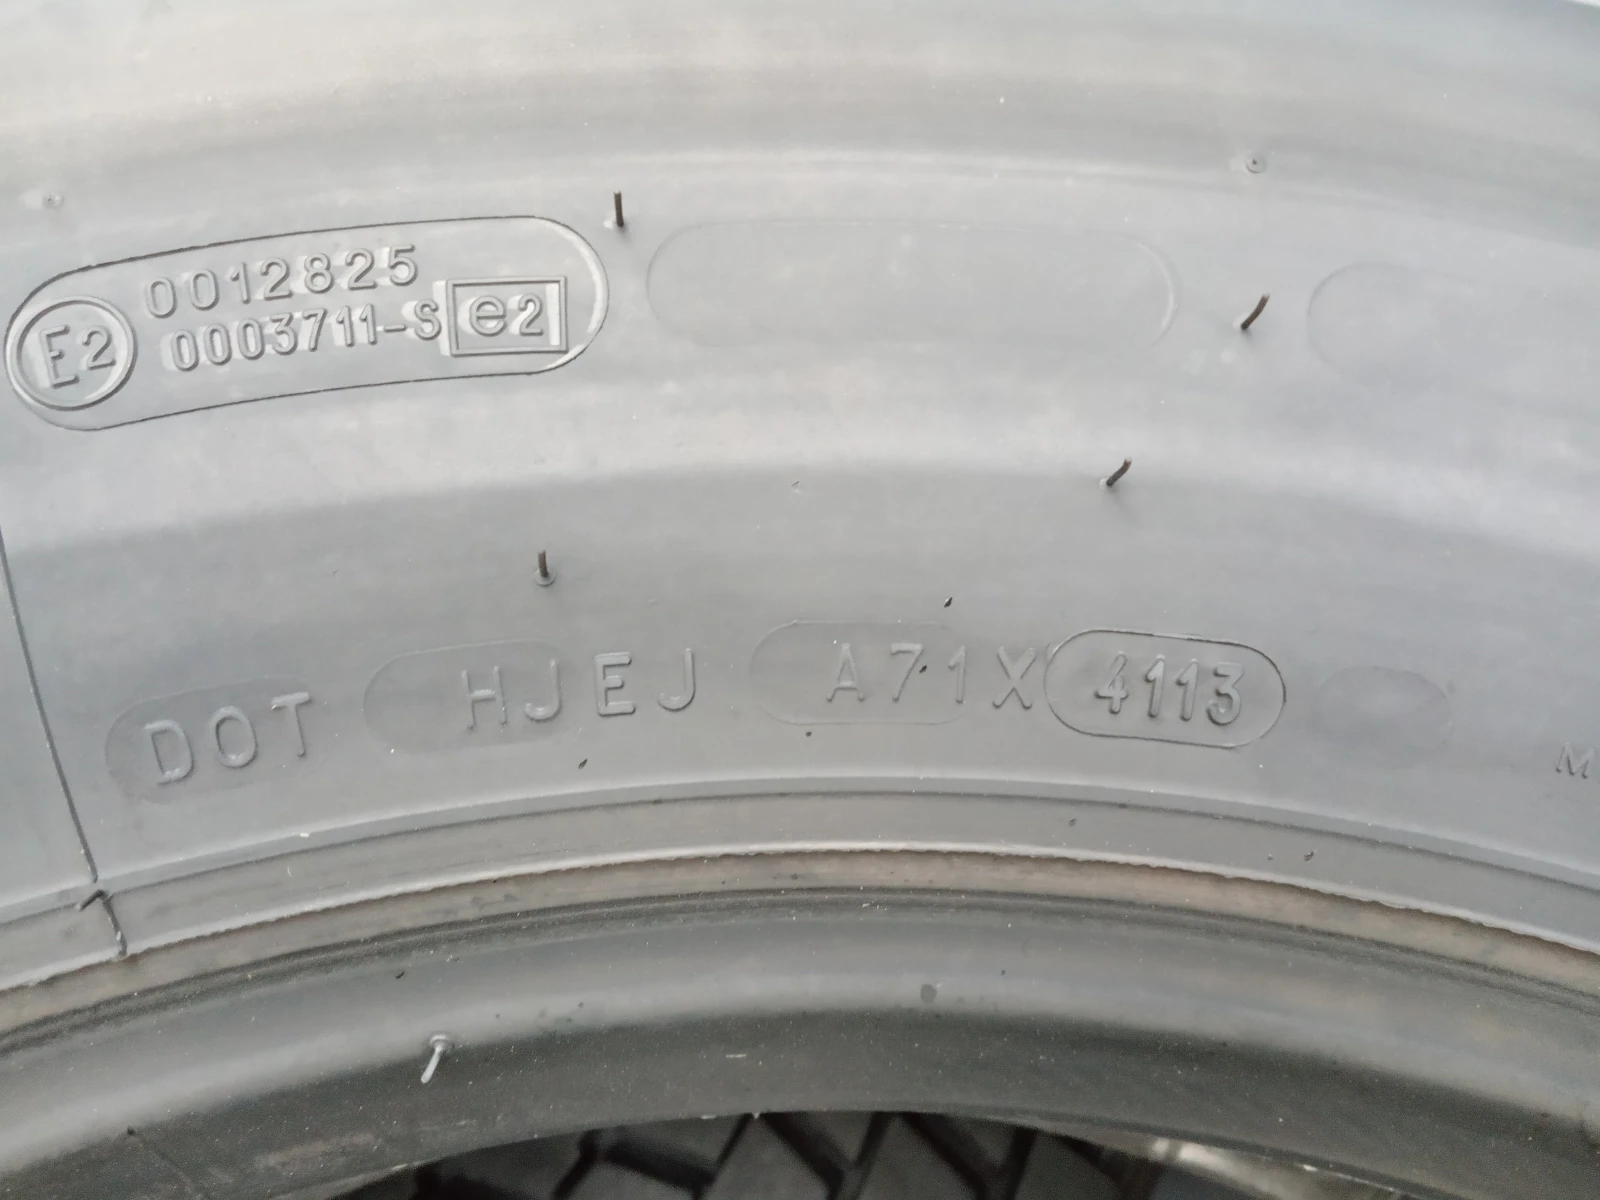 0012825
E2 0003711-S e2
DOT HJEJ A71X 4113
M